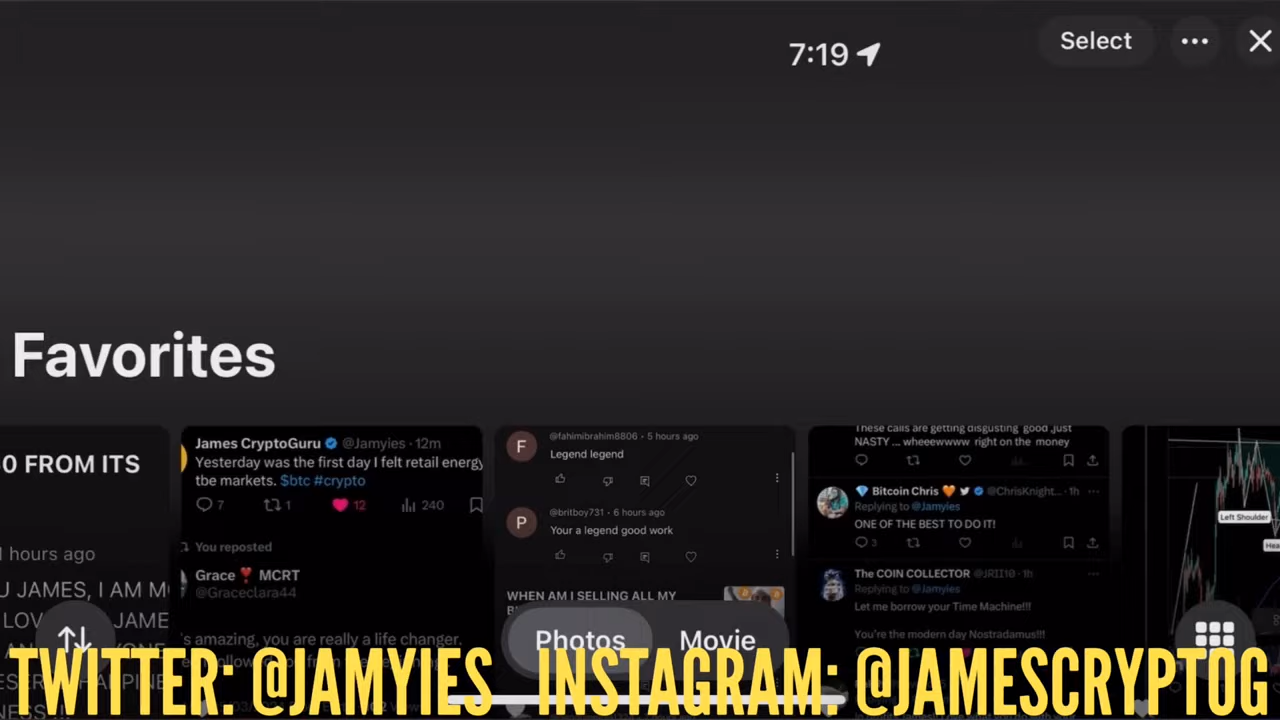 7:19
Select
Favorites
0 FROM ITS
hours ago
JAMES, I AM
JAME
James CryptoGuru @Jamyies · 12m
Yesterday was the first day I felt retail energy
tbe markets. $btc #crypto
7 1 12 240
You reposted
Grace MCRT
@Graceclara44
's amazing, you are really a life changer.
F
@fahimibrahim8806 · 5 hours ago
Legend legend
P
@britboy731 · 6 hours ago
Your a legend good work
WHEN AM I SELLING ALL MY
These calls are getting disgusting good ,just
NASTY ... wheeewwww right on the money
Bitcoin Chris @ChrisKnight... · 1h
Replying to @Jamyies
ONE OF THE BEST TO DO IT!
3
The COIN COLLECTOR @JRII10 · 1h
Replying to @Jamyies
Let me borrow your Time Machine!!!
You're the modern day Nostradamus!!!
Left Shoulder
Photos Movie
TWITTER: @JAMYIES INSTAGRAM: @JAMESCRYPTOG